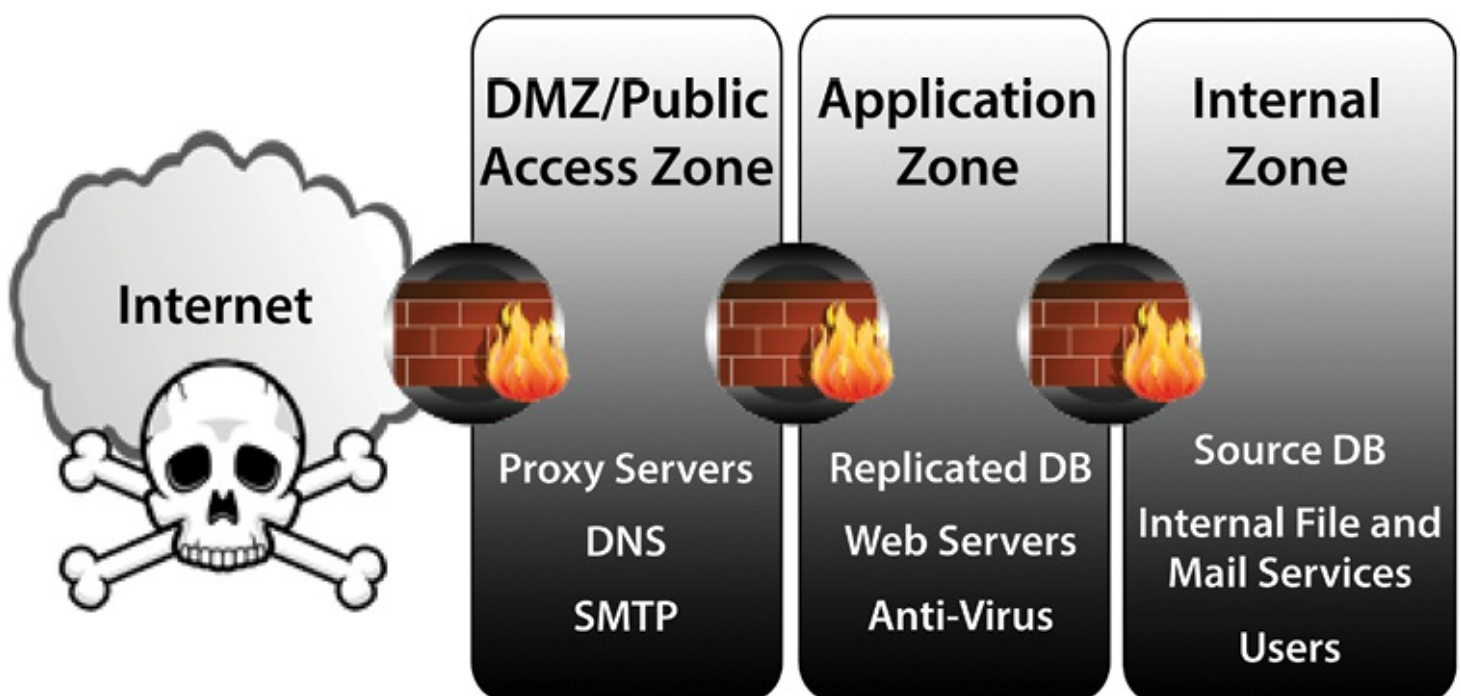 Internet
DMZ/Public
Access Zone
Proxy Servers
DNS
SMTP
Application
Zone
Replicated DB
Web Servers
Anti-Virus
Internal
Zone
Source DB
Internal File and
Mail Services
Users